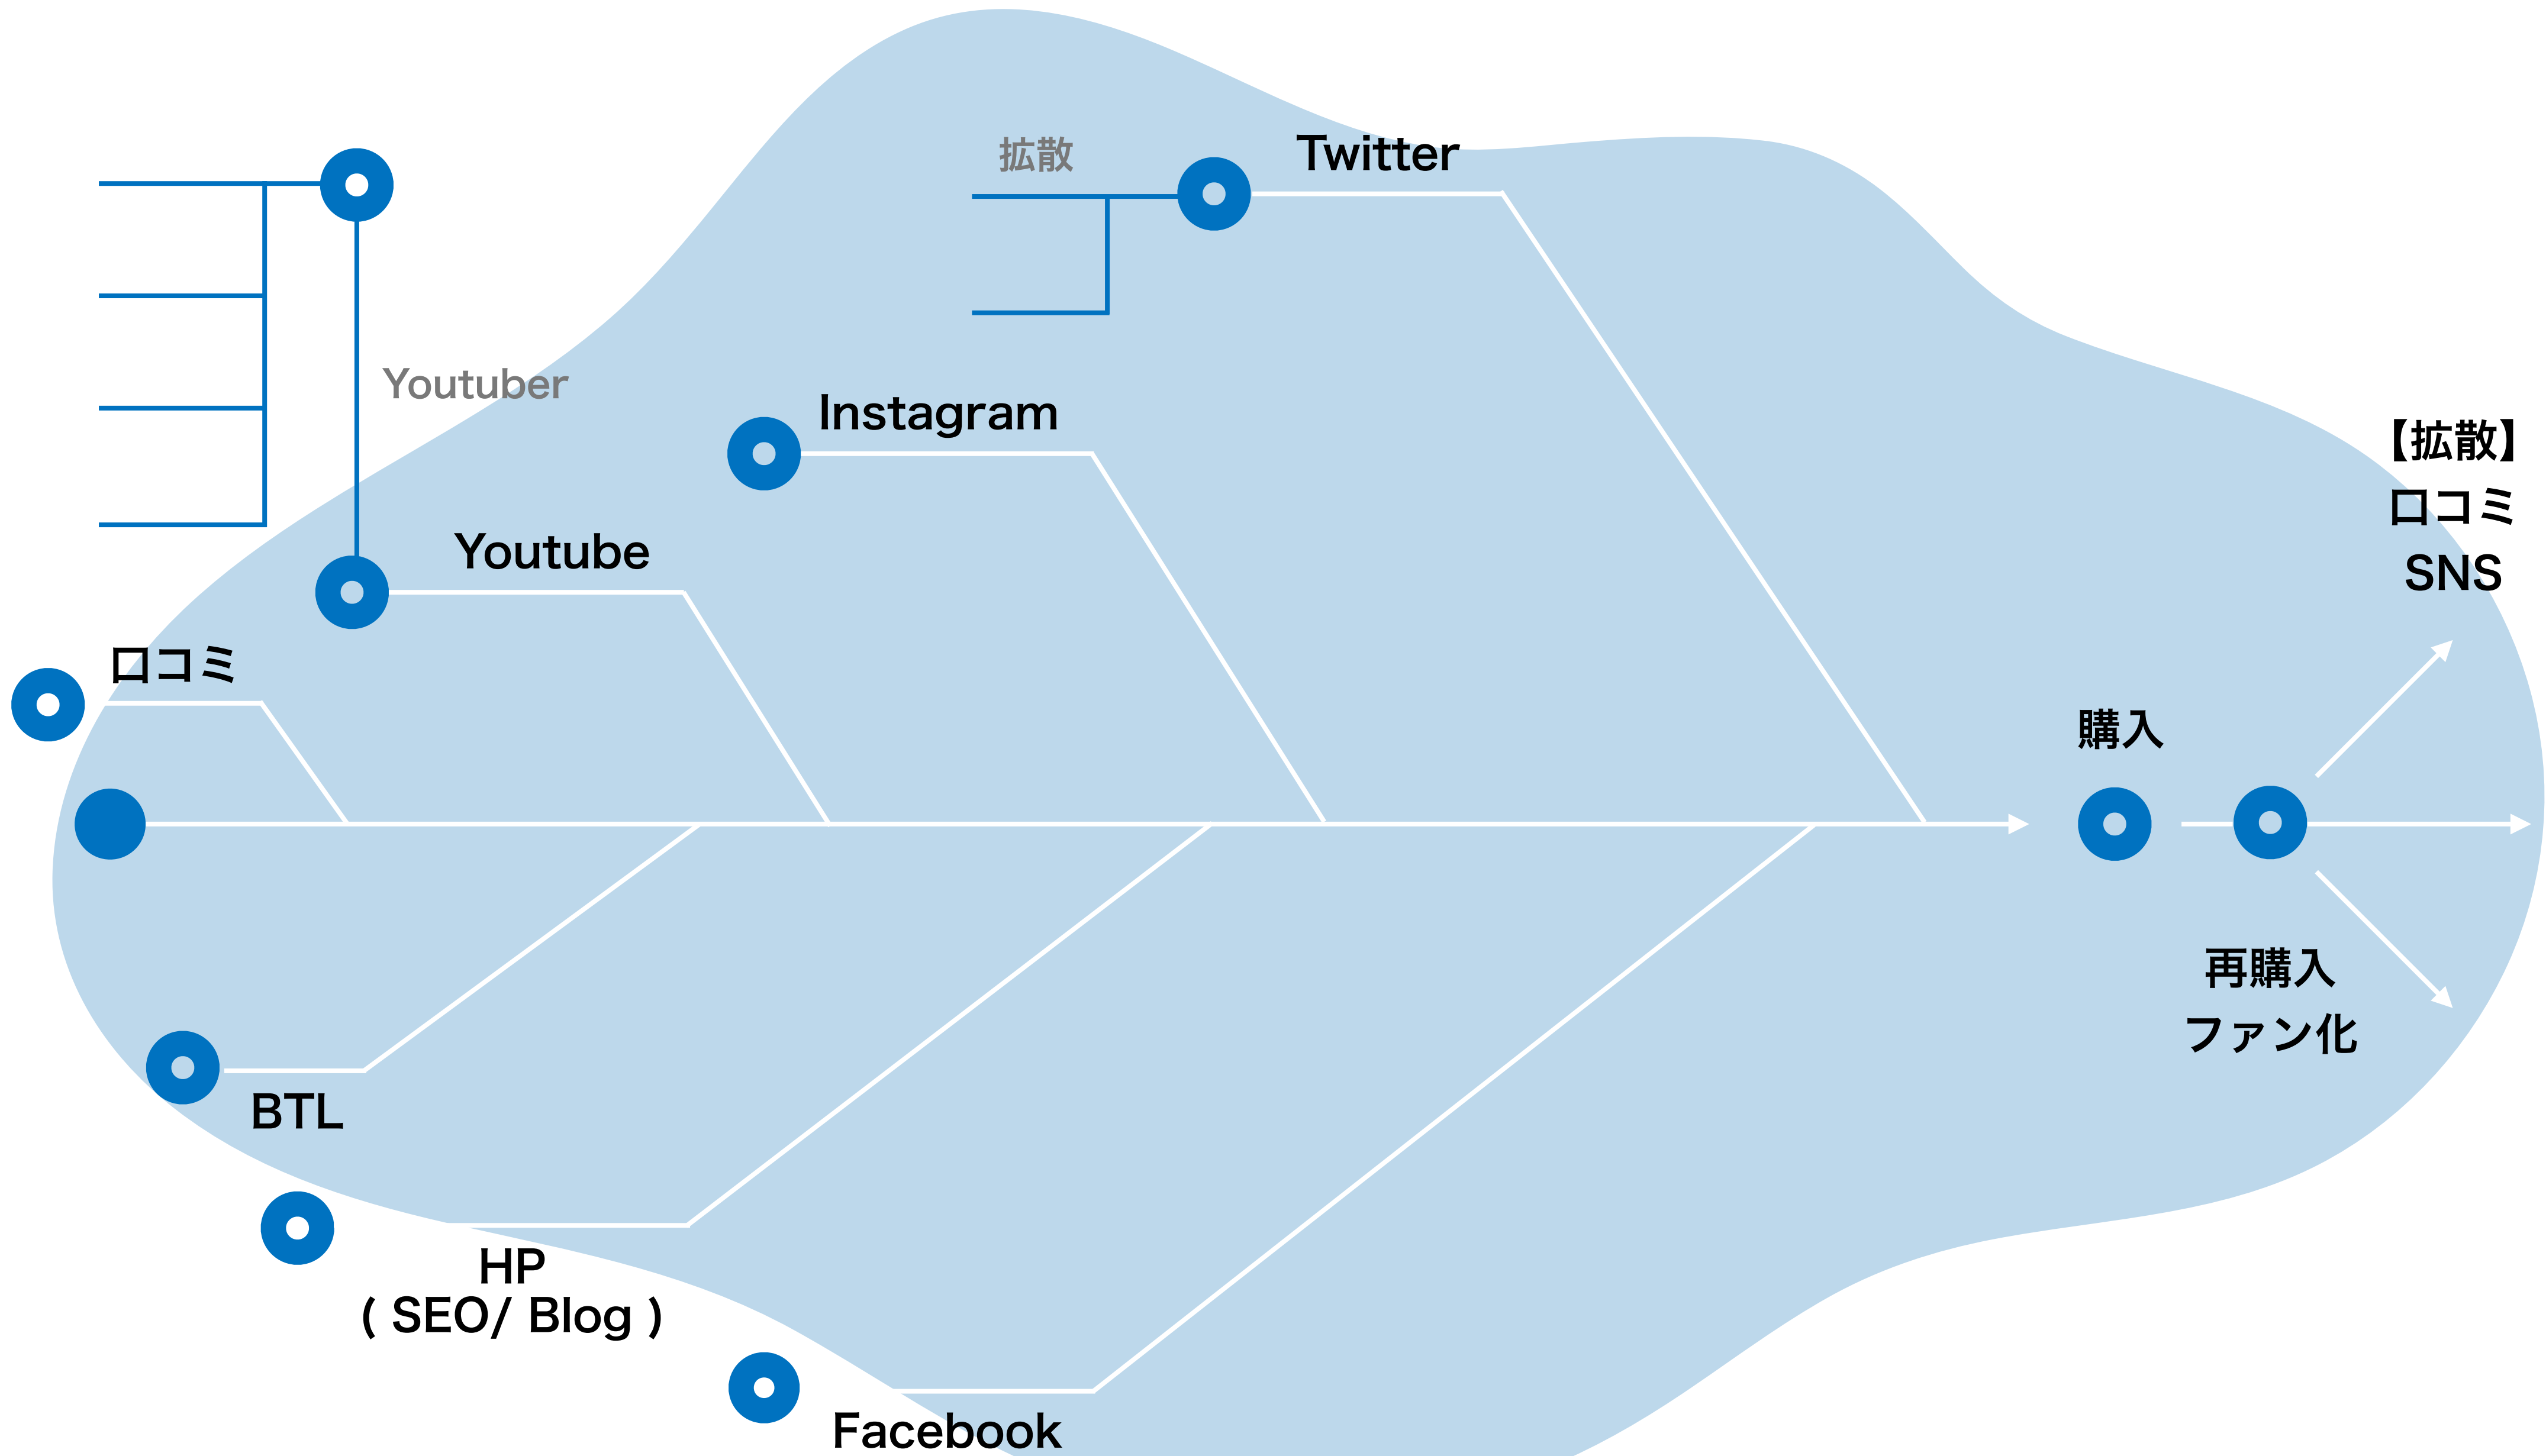 拡散
Twitter
Youtuber
Instagram
【拡散】
口コミ
SNS
Youtube
口コミ
購入
再購入
ファン化
BTL
HP
( SEO/ Blog )
Facebook